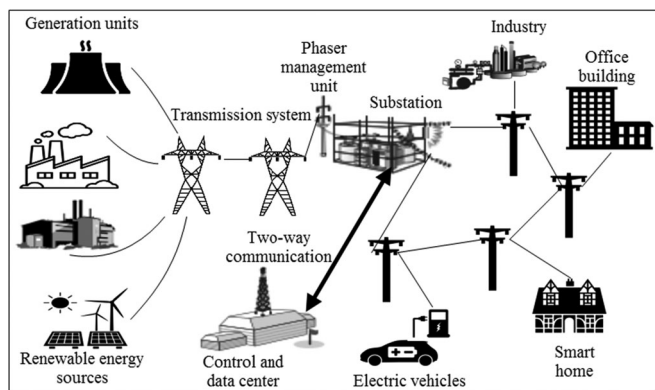 Generation units
Phaser
management
unit
Industry
Office
building
Transmission system
Substation
Two-way
communication
Renewable energy
sources
Control and
data center
Electric vehicles
Smart
home